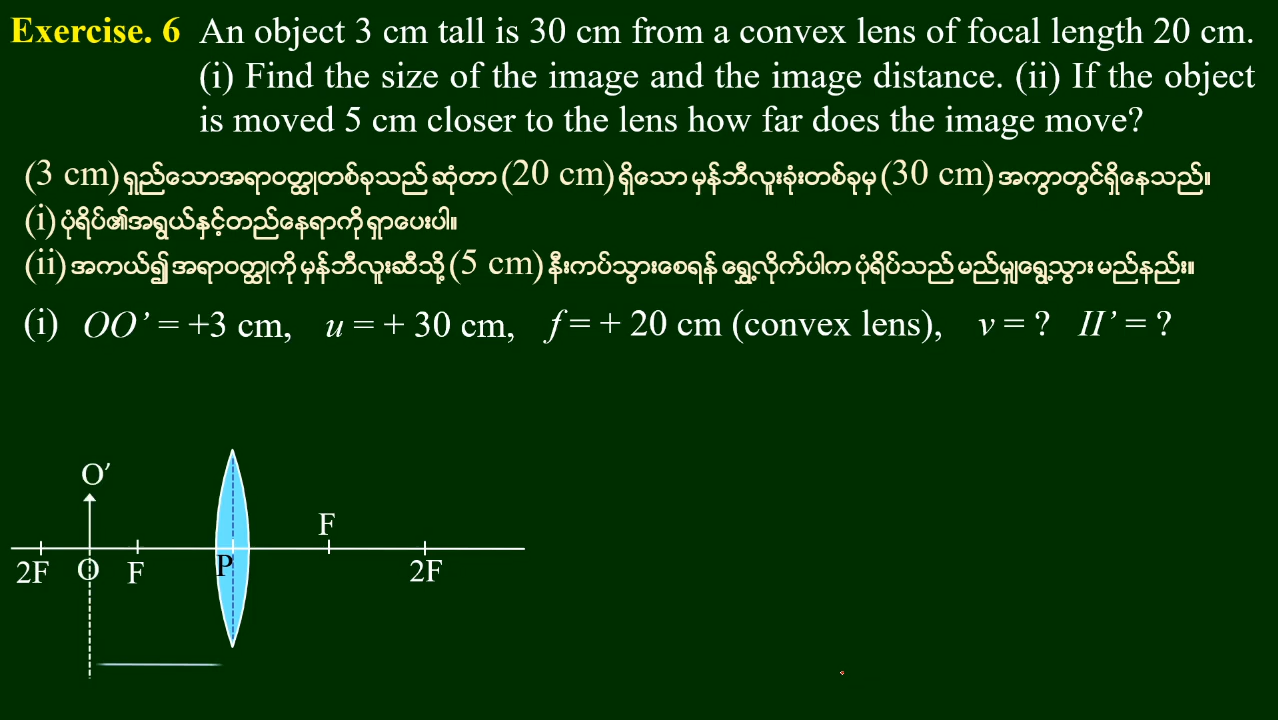 Exercise. 6 An object 3 cm tall is 30 cm from a convex lens of focal length 20 cm.
(i) Find the size of the image and the image distance. (ii) If the object
is moved 5 cm closer to the lens how far does the image move?
(3 cm) ရှည်သောအရာဝတ္ထုတစ်ခုသည် ဆုံတာ (20 cm) ရှိသော မှန်ဘီလူးခုံးတစ်ခုမှ (30 cm) အကွာတွင်ရှိနေသည်။
(i) ပုံရိပ်၏အရွယ်နှင့်တည်နေရာကို ရှာပေးပါ။
(ii) အကယ်၍ အရာဝတ္ထုကို မှန်ဘီလူးဆီသို့ (5 cm) နီးကပ်သွားစေရန် ရွှေ့လိုက်ပါက ပုံရိပ်သည် မည်မျှရွှေ့သွား မည်နည်း။
(i) OO’ = +3 cm, u = + 30 cm, f = + 20 cm (convex lens), v = ? II’ = ?
O’
F
P
2F O F 2F